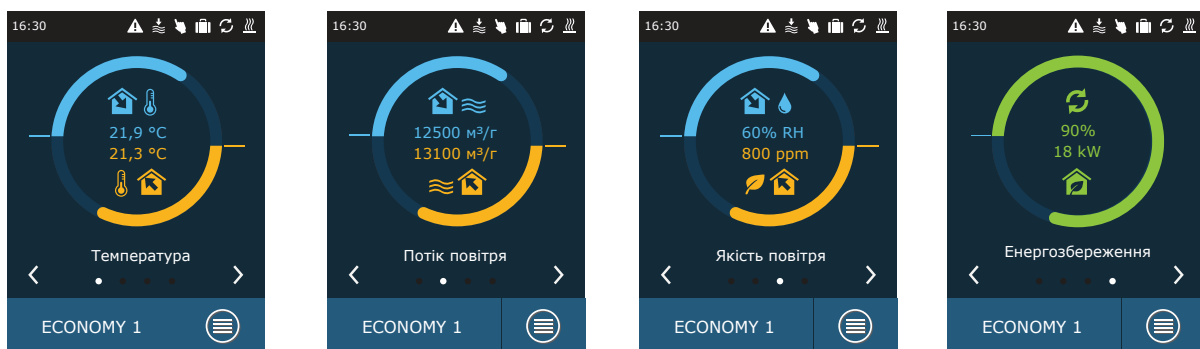 16:30
21,9 °C
21,3 °C
Температура
ECONOMY 1
16:30
12500 м³/г
13100 м³/г
Потік повітря
ECONOMY 1
16:30
60% RH
800 ppm
Якість повітря
ECONOMY 1
16:30
90%
18 kW
Енергозбереження
ECONOMY 1